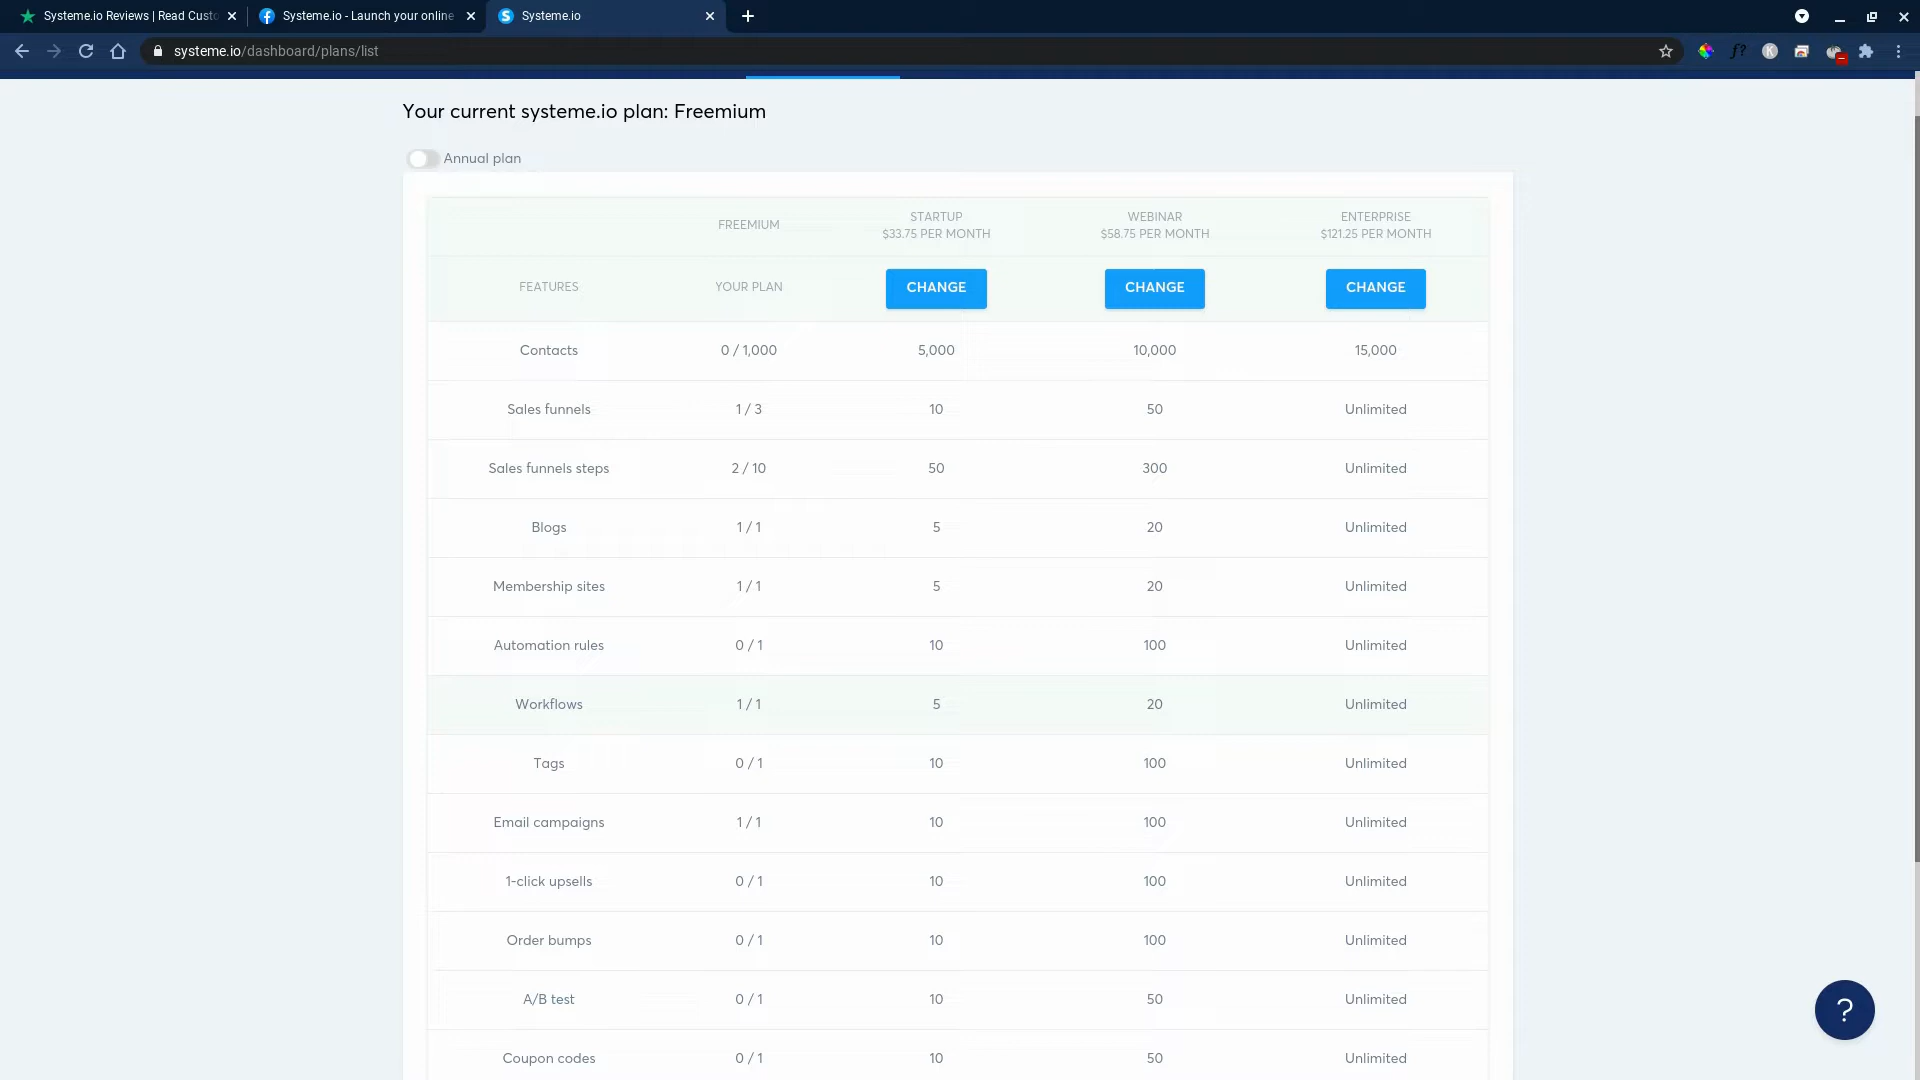 Systeme.io Reviews | Read Custo
Systeme.io - Launch your online
Systeme.io
systeme.io/dashboard/plans/list
Your current systeme.io plan: Freemium
Annual plan
FREEMIUM
STARTUP
$33.75 PER MONTH
WEBINAR
$58.75 PER MONTH
ENTERPRISE
$121.25 PER MONTH
FEATURES YOUR PLAN CHANGE CHANGE CHANGE
Contacts 0 / 1,000 5,000 10,000 15,000
Sales funnels 1 / 3 10 50 Unlimited
Sales funnels steps 2 / 10 50 300 Unlimited
Blogs 1 / 1 5 20 Unlimited
Membership sites 1 / 1 5 20 Unlimited
Automation rules 0 / 1 10 100 Unlimited
Workflows 1 / 1 5 20 Unlimited
Tags 0 / 1 10 100 Unlimited
Email campaigns 1 / 1 10 100 Unlimited
1-click upsells 0 / 1 10 100 Unlimited
Order bumps 0 / 1 10 100 Unlimited
A/B test 0 / 1 10 50 Unlimited
Coupon codes 0 / 1 10 50 Unlimited
?